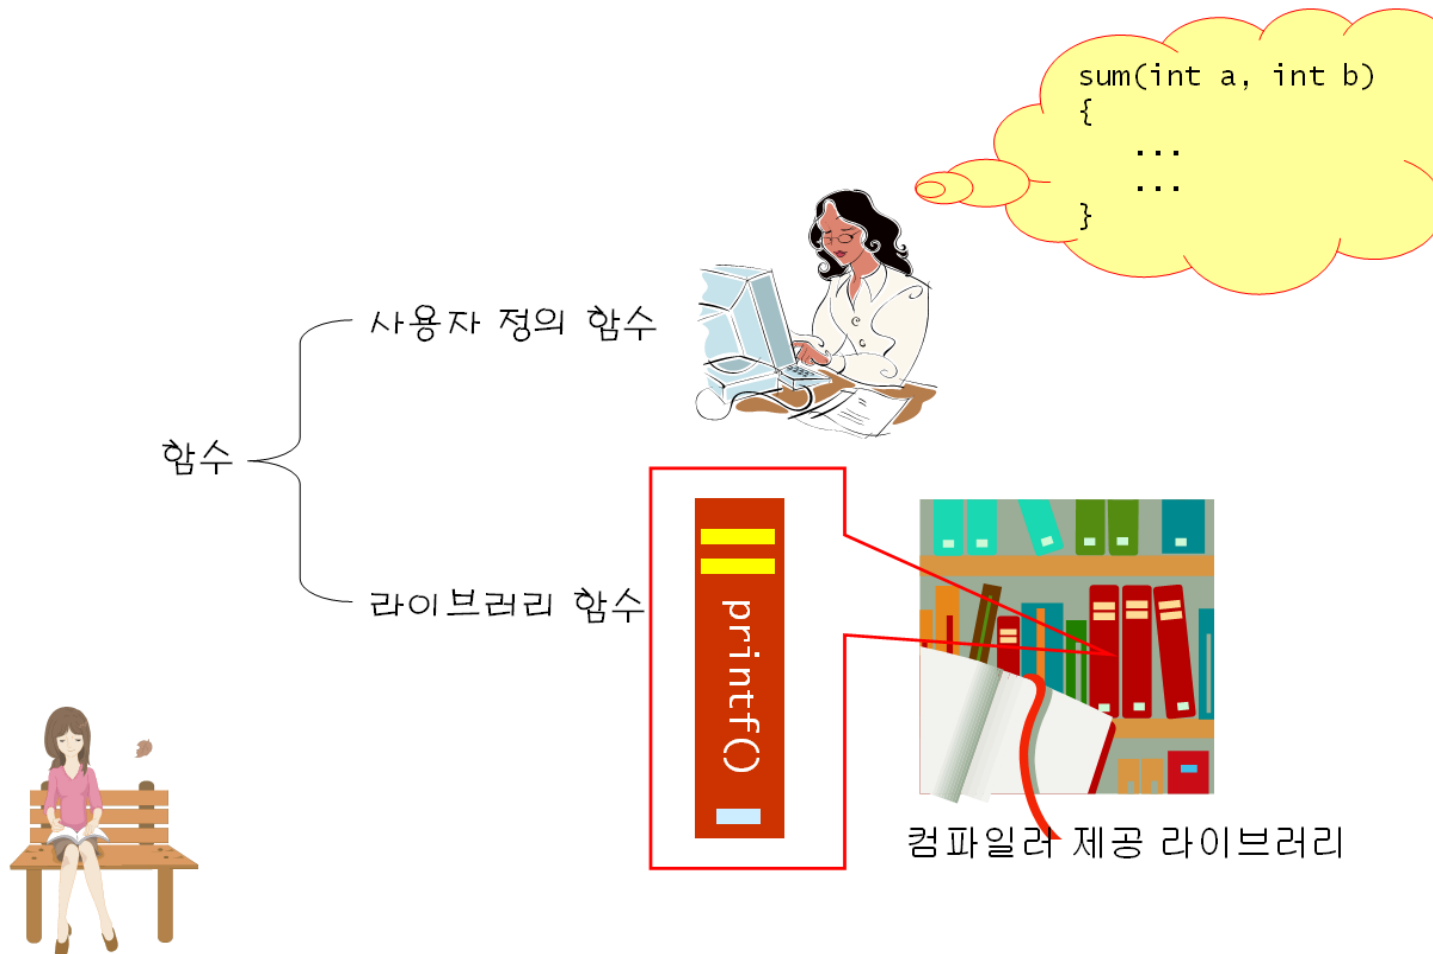 sum(int a, int b)
{
...
...
}
사용자 정의 함수
함수
라이브러리 함수
printf()
컴파일러 제공 라이브러리